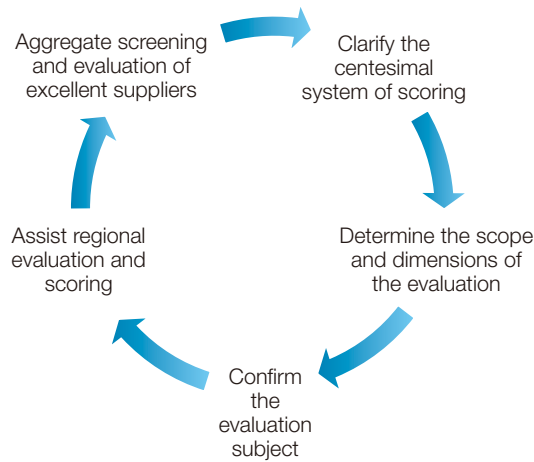 Aggregate screening
and evaluation of
excellent suppliers
Clarify the
centesimal
system of scoring
Determine the scope
and dimensions of
the evaluation
Confirm
the
evaluation
subject
Assist regional
evaluation and
scoring